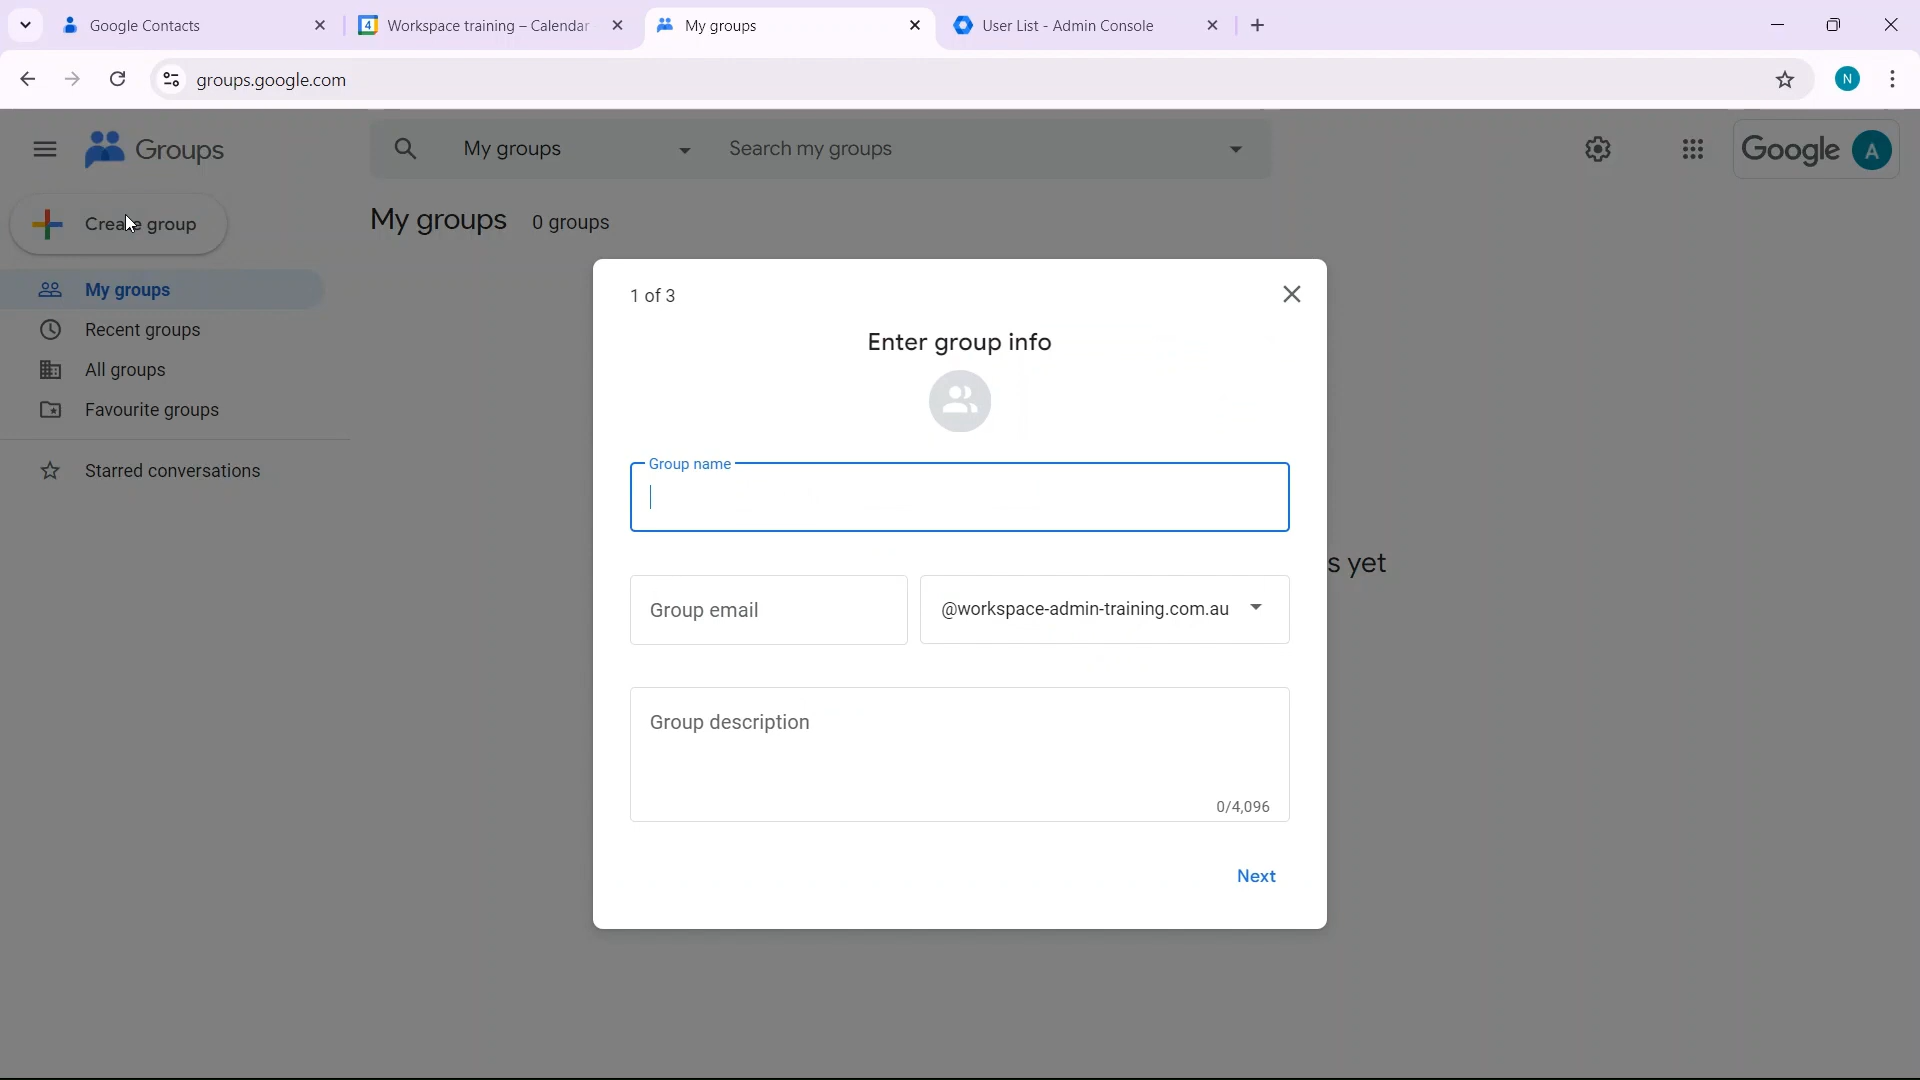 Google Contacts
4 Workspace training – Calendar
My groups
User List - Admin Console
groups.google.com
N
Groups
My groups
Search my groups
Google A
Create group
My groups 0 groups
My groups
Recent groups
All groups
Favourite groups
Starred conversations
1 of 3
Enter group info
Group name
s yet
Group email
@workspace-admin-training.com.au
Group description
0/4,096
Next